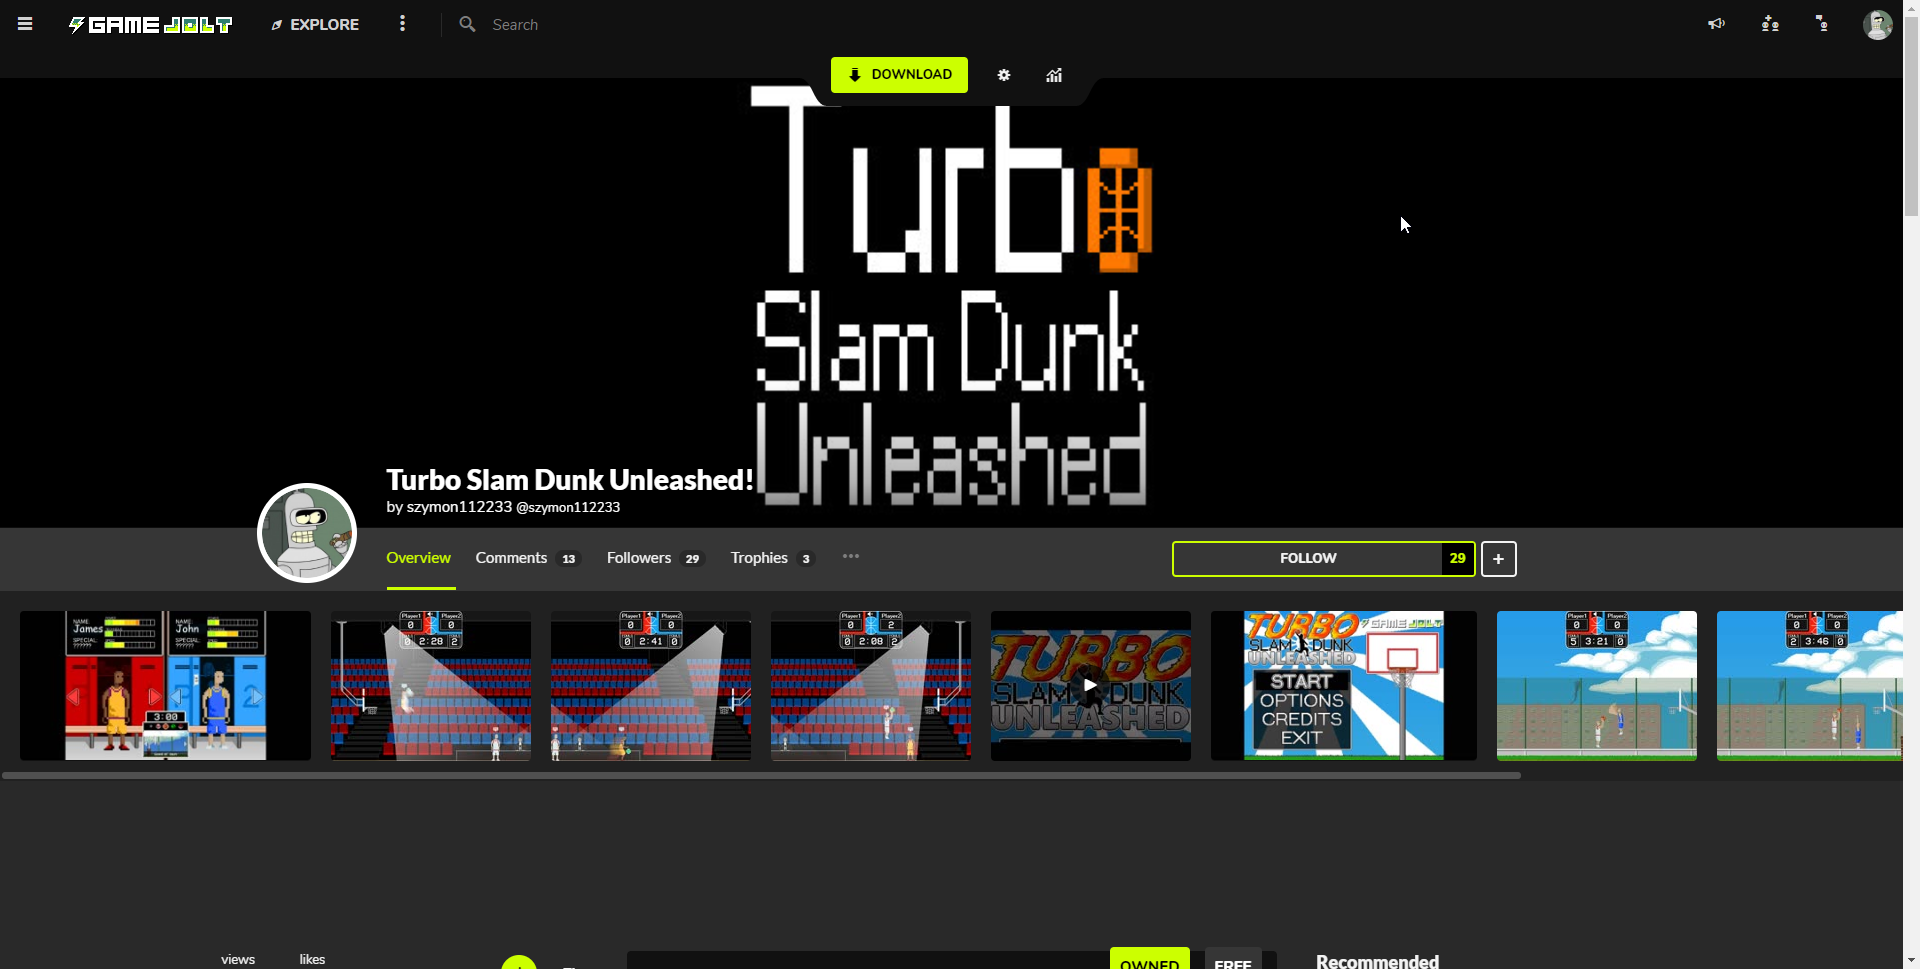 GAME JOLT
EXPLORE
Search
DOWNLOAD
Turbo
Slam Dunk
Unleashed
Turbo Slam Dunk Unleashed!
by szymon112233 @szymon112233
Overview
Comments 13
Followers 29
Trophies 3
FOLLOW 29
+
NAME:
James
SPECIAL:
??????
NAME:
John
SPECIAL:
??????
2
3:00
Player1 Player2
0 0
0 2:28 2
Player1 Player2
0 0
0 2:41 0
Player1 Player2
0 2
0 2:08 2
TURBO
SLAM DUNK
UNLEASHED
TURBO
SLAM DUNK
UNLEASHED
GAME JOLT
START
OPTIONS
CREDITS
EXIT
Player1 Player2
0 0
5 3:21 0
Player1 Player2
0 0
2 3:46 0
views
likes
OWNED
FREE
Recommended